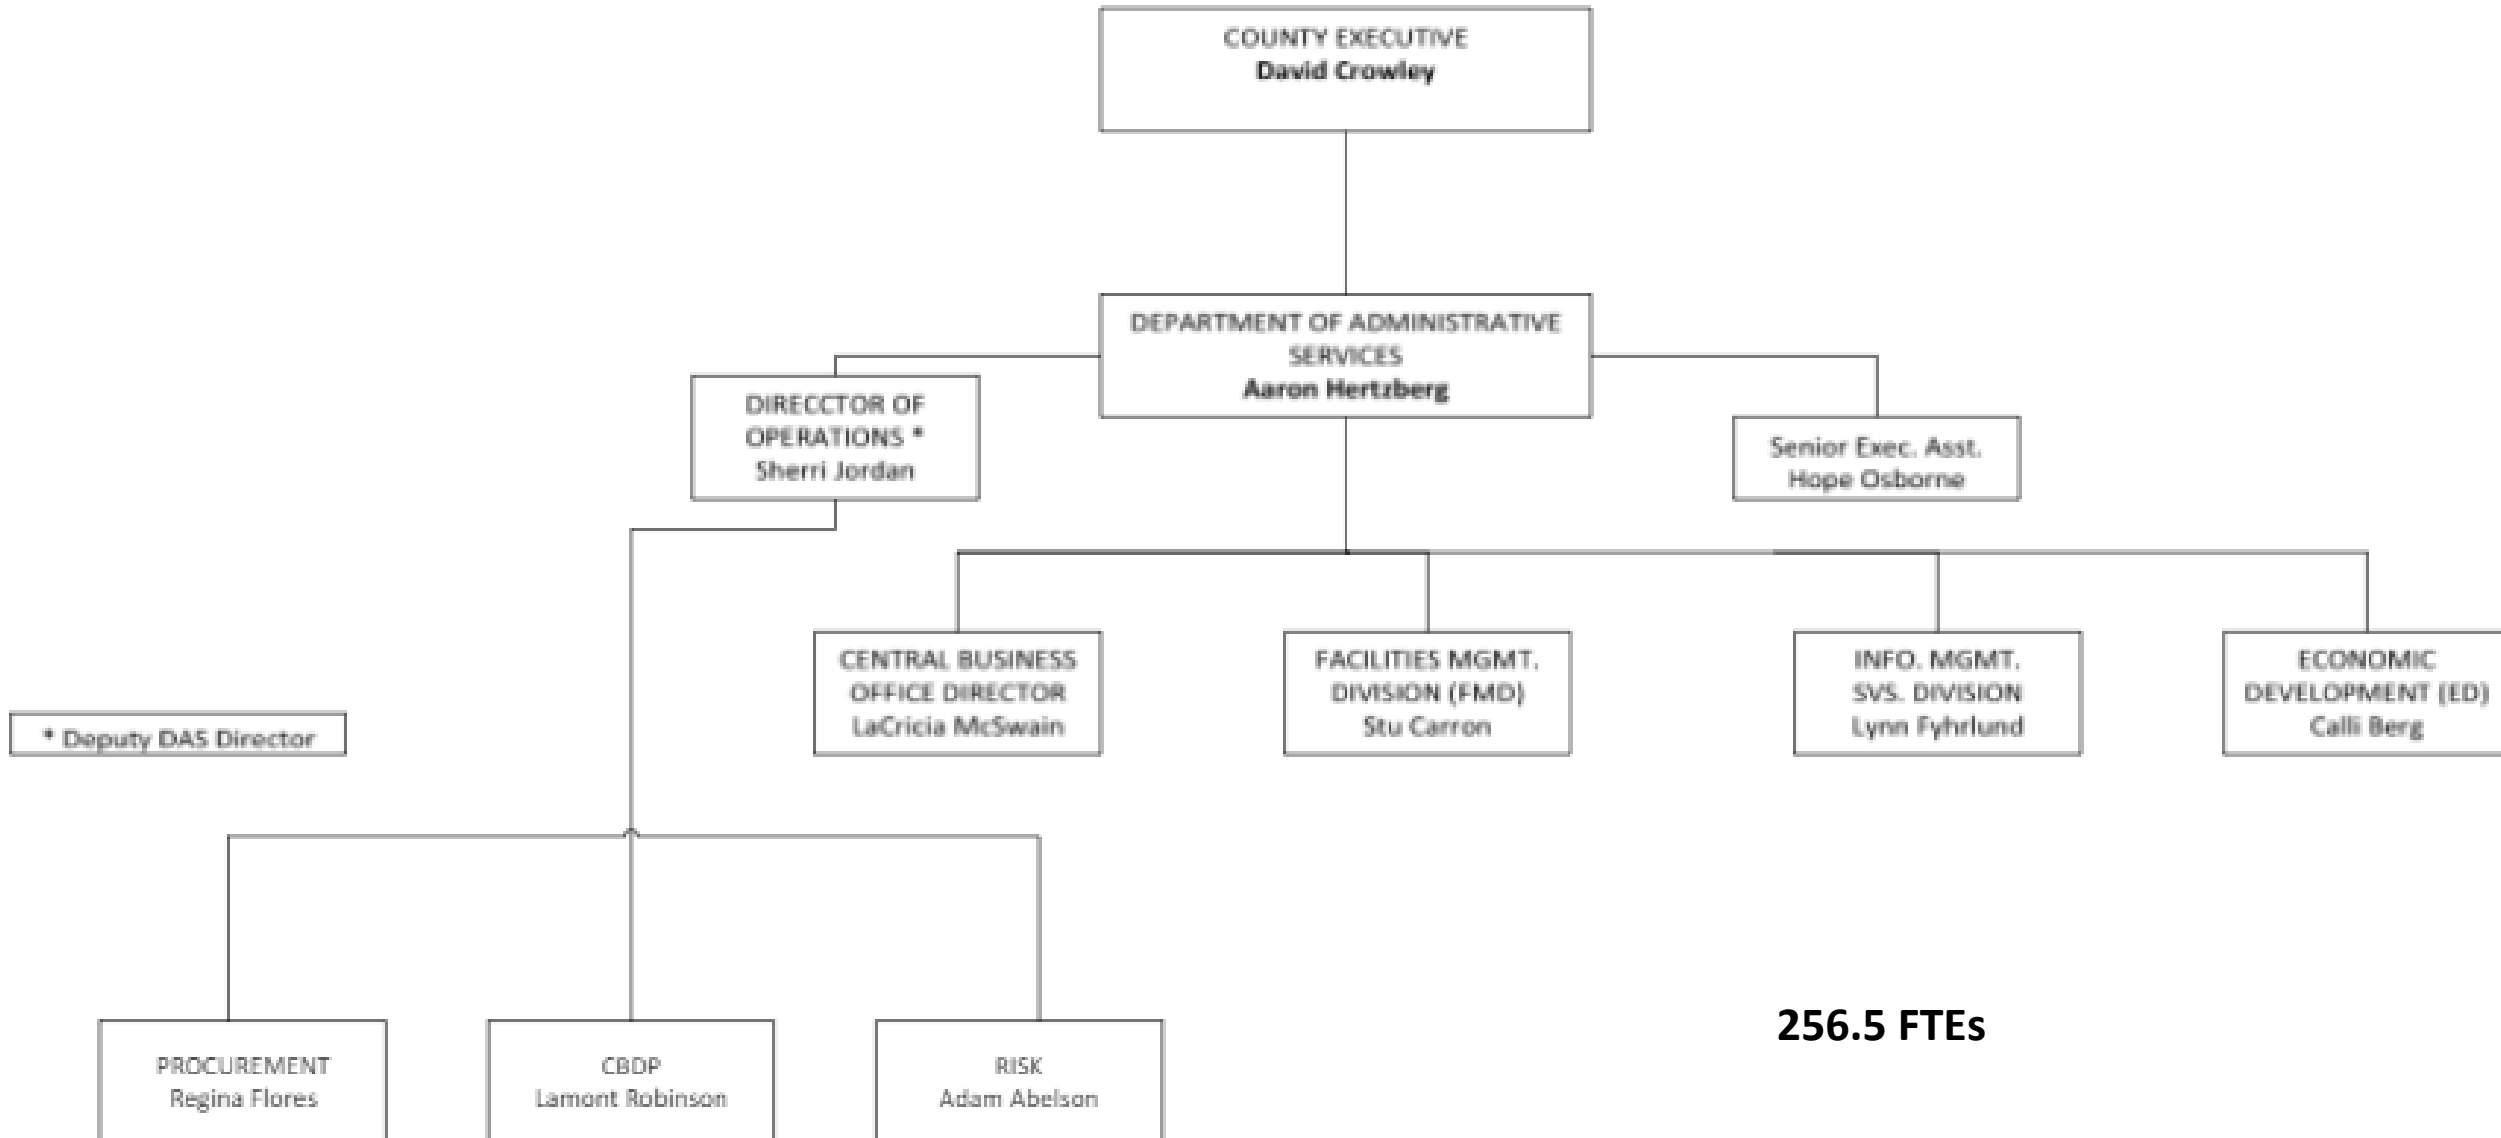 COUNTY EXECUTIVE
David Crowley
DEPARTMENT OF ADMINISTRATIVE
SERVICES
Aaron Hertzberg
DIRECCTOR OF
OPERATIONS *
Sherri Jordan
Senior Exec. Asst.
Hope Osborne
CENTRAL BUSINESS
OFFICE DIRECTOR
LaCricia McSwain
FACILITIES MGMT.
DIVISION (FMD)
Stu Carron
INFO. MGMT.
SVS. DIVISION
Lynn Fyhrlund
ECONOMIC
DEVELOPMENT (ED)
Calli Berg
* Deputy DAS Director
PROCUREMENT
Regina Flores
CBDP
Lamont Robinson
RISK
Adam Abelson
256.5 FTEs